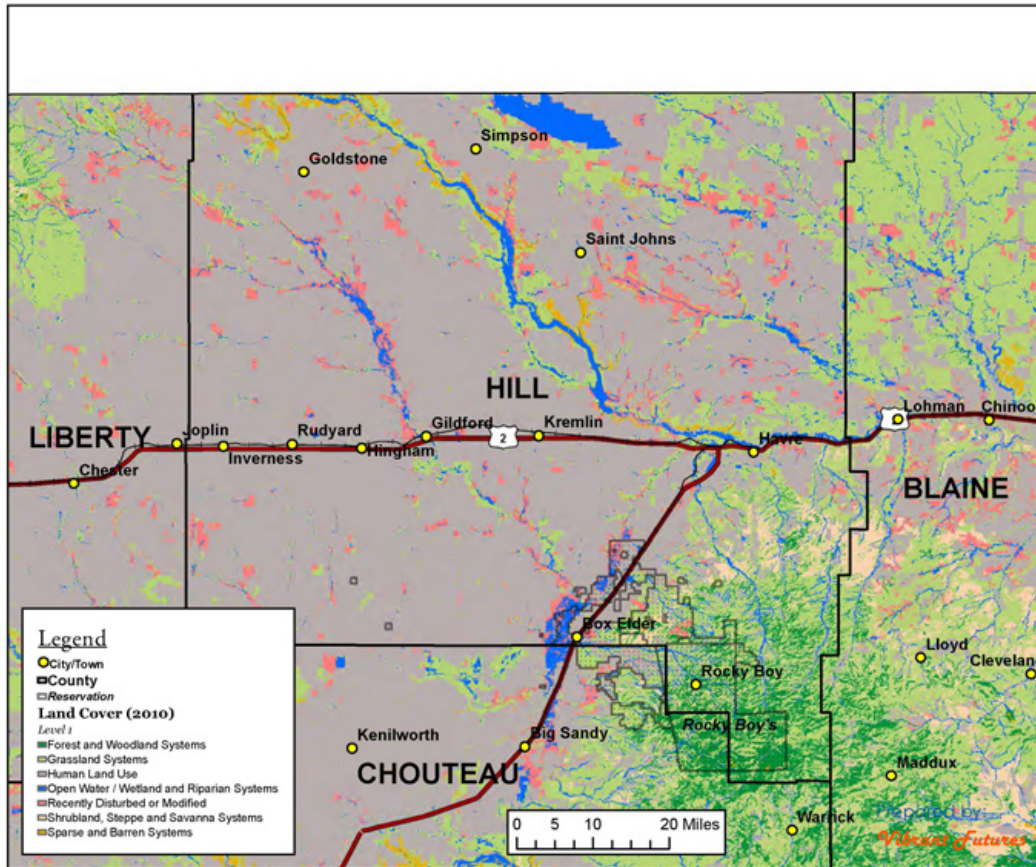 Simpson
Goldstone
Saint Johns
HILL
LIBERTY
Joplin
Inverness
Rudyard
Hingham
Gildford
2
Kremlin
Havre
Lohman
Chinoo
Chester
BLAINE
Box Elder
Rocky Boy
Rocky Boy's
Lloyd
Clevelan
Kenilworth
Big Sandy
CHOUTEAU
Maddux
Warrick
Legend
City/Town
County
Reservation
Land Cover (2010)
Level 1
Forest and Woodland Systems
Grassland Systems
Human Land Use
Open Water / Wetland and Riparian Systems
Recently Disturbed or Modified
Shrubland, Steppe and Savanna Systems
Sparse and Barren Systems
0 5 10 20 Miles
Prepared by:
Vibrant Futures